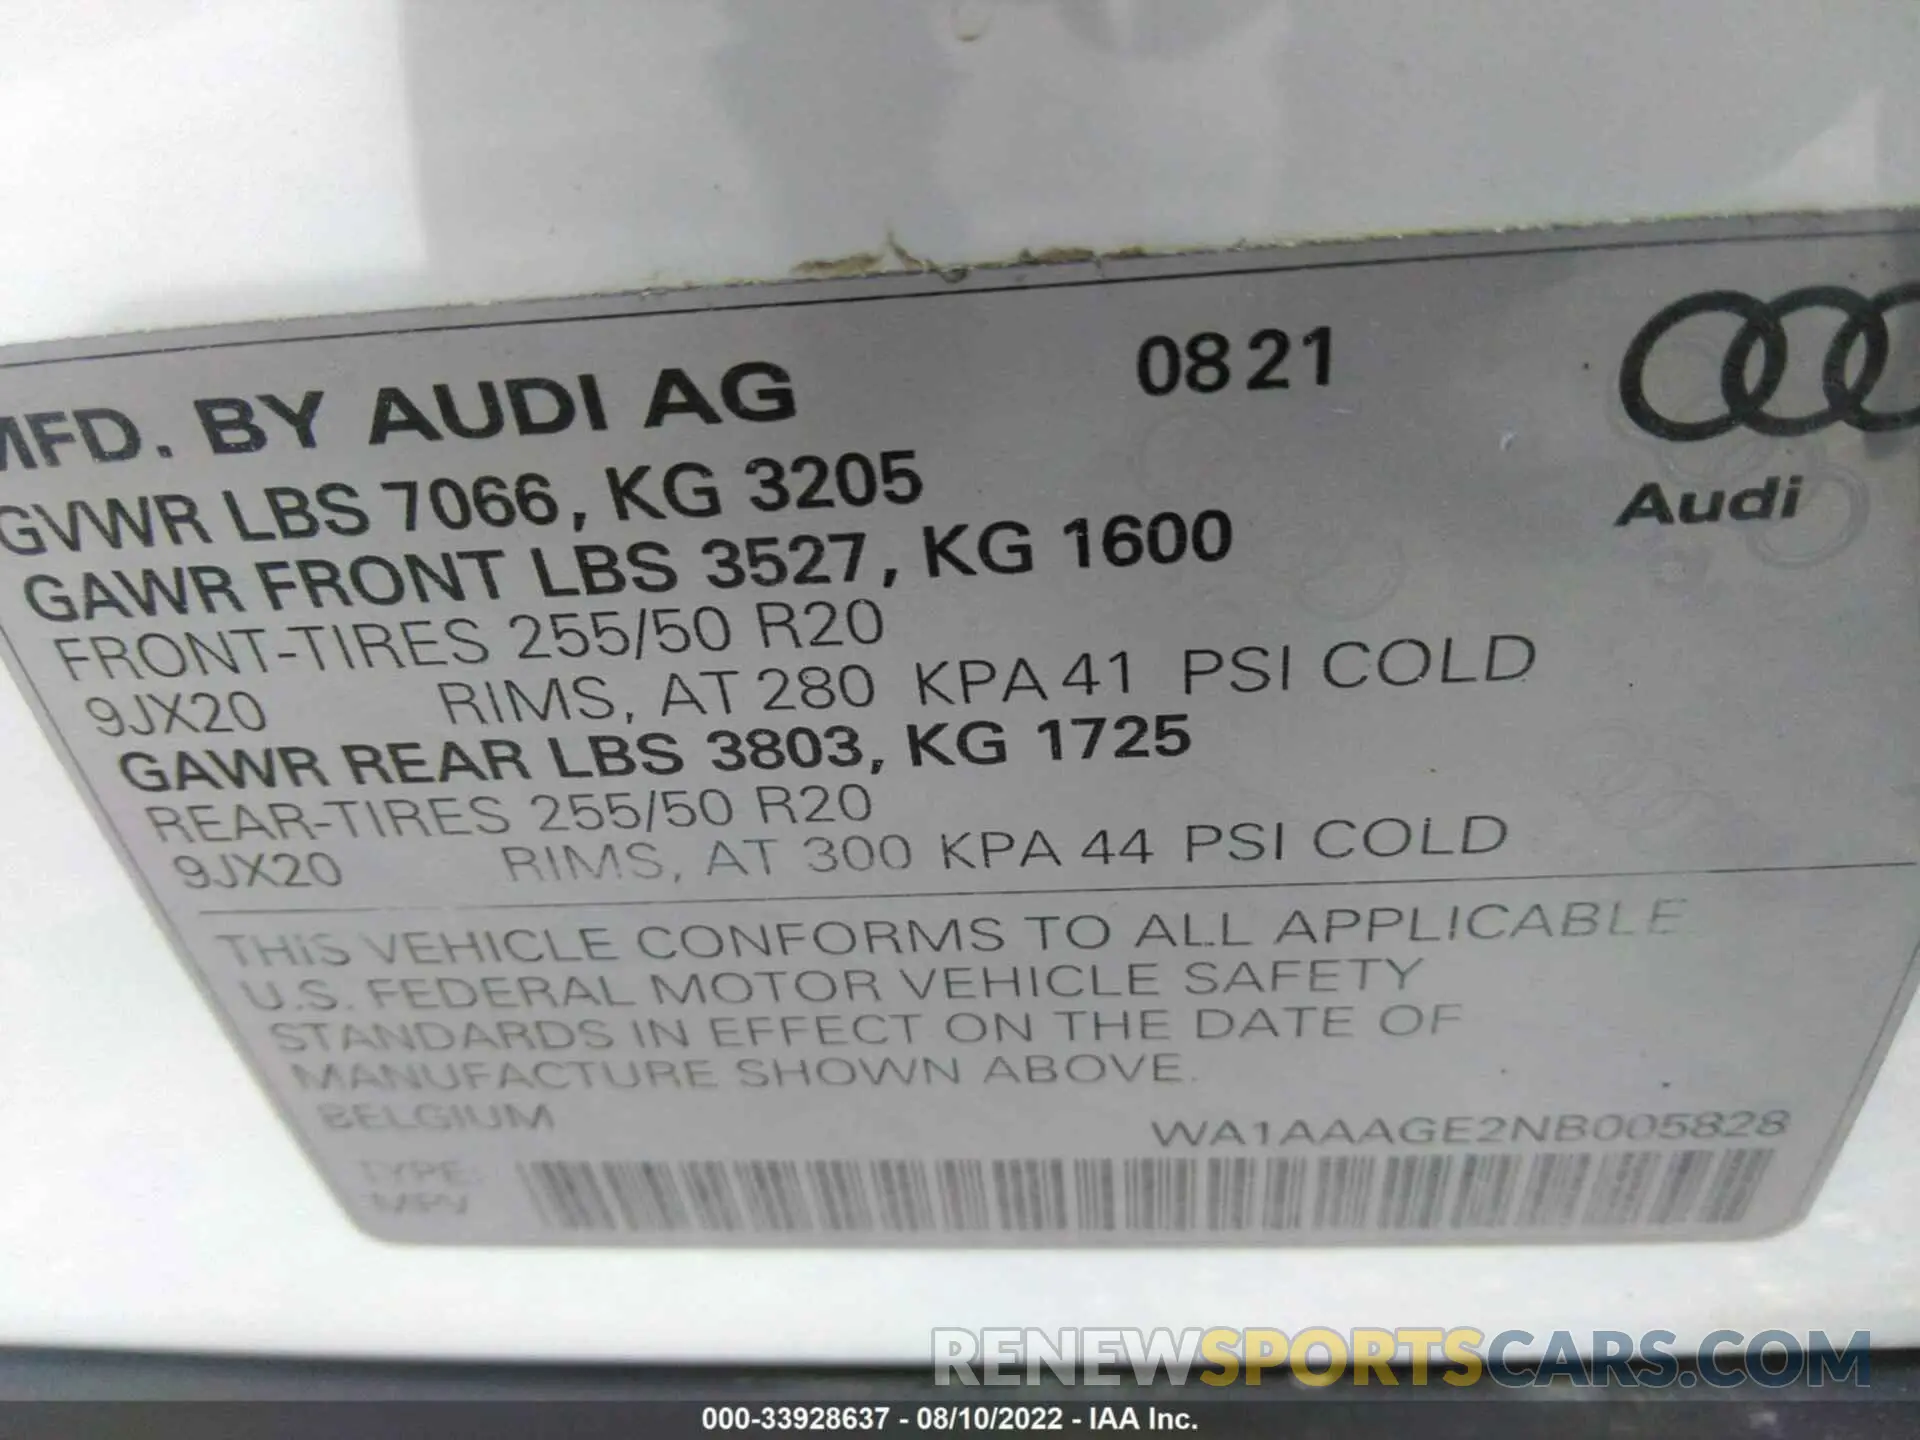 MFD. BY AUDI AG 0821
Audi
GVWR LBS 7066, KG 3205
GAWR FRONT LBS 3527, KG 1600
FRONT-TIRES 255/50 R20
9JX20 RIMS, AT 280 KPA 41 PSI COLD
GAWR REAR LBS 3803, KG 1725
REAR-TIRES 255/50 R20
9JX20 RIMS, AT 300 KPA 44 PSI COLD
THIS VEHICLE CONFORMS TO ALL APPLICABLE
U.S. FEDERAL MOTOR VEHICLE SAFETY
STANDARDS IN EFFECT ON THE DATE OF
MANUFACTURE SHOWN ABOVE.
BELGIUM WA1AAAGE2NB005828
TYPE:
MPV
RENEWSPORTSCARS.COM
000-33928637 - 08/10/2022 - IAA Inc.